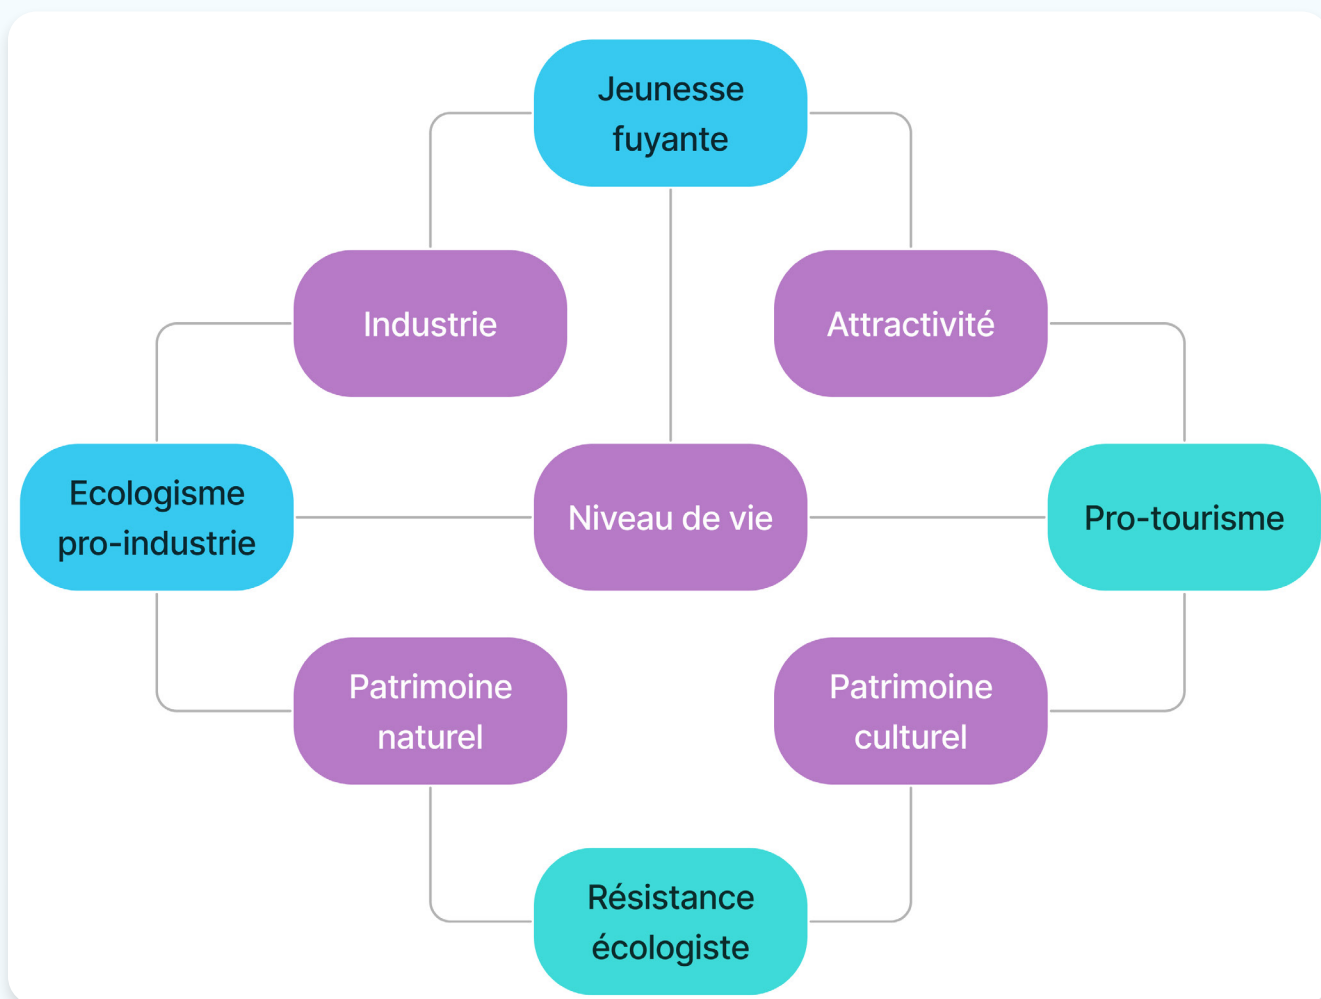 Jeunesse
fuyante
Industrie
Attractivité
Ecologisme
pro-industrie
Niveau de vie
Pro-tourisme
Patrimoine
naturel
Patrimoine
culturel
Résistance
écologiste